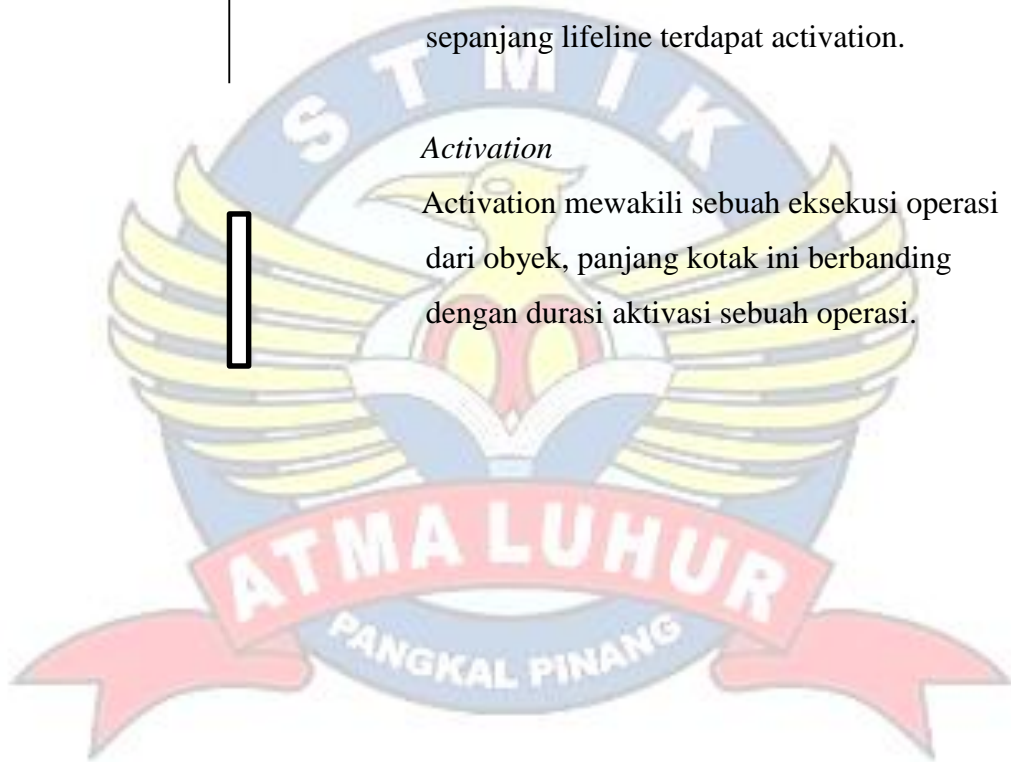 sepanjang lifeline terdapat activation.
Activation
Activation mewakili sebuah eksekusi operasi
dari obyek, panjang kotak ini berbanding
dengan durasi aktivasi sebuah operasi.
STMIK
ATMA LUHUR
PANGKAL PINANG